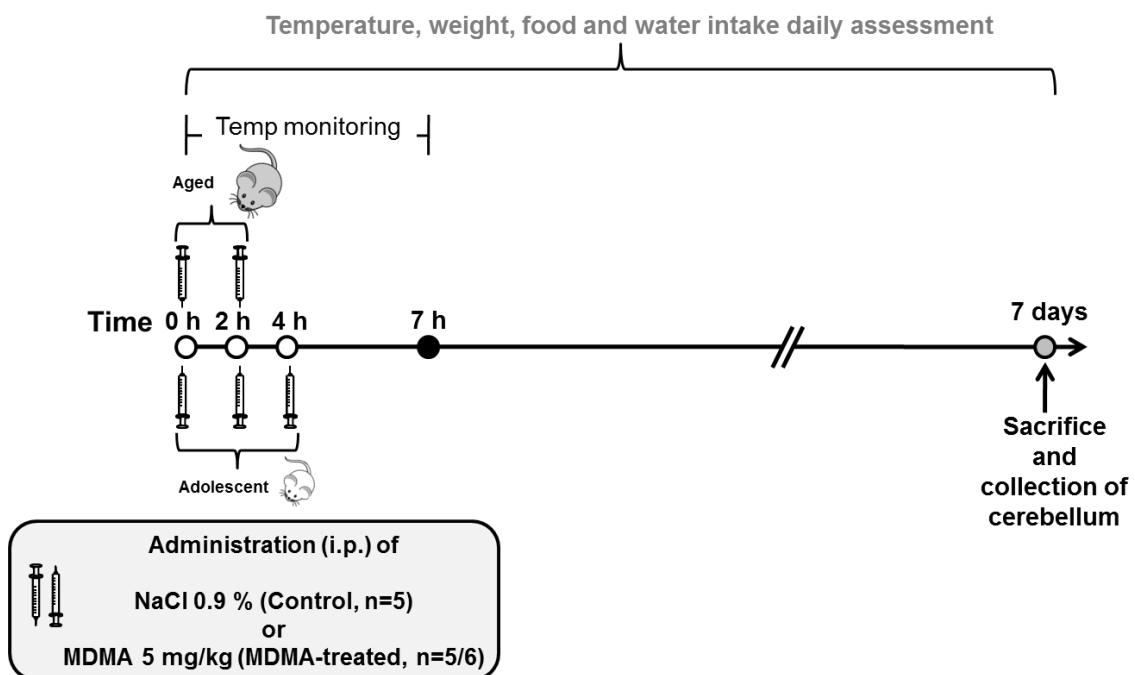 Temperature, weight, food and water intake daily assessment
Temp monitoring
Aged
Time 0 h 2 h 4 h 7 h 7 days
Adolescent
Sacrifice
and
collection of
cerebellum
Administration (i.p.) of
NaCl 0.9 % (Control, n=5)
or
MDMA 5 mg/kg (MDMA-treated, n=5/6)